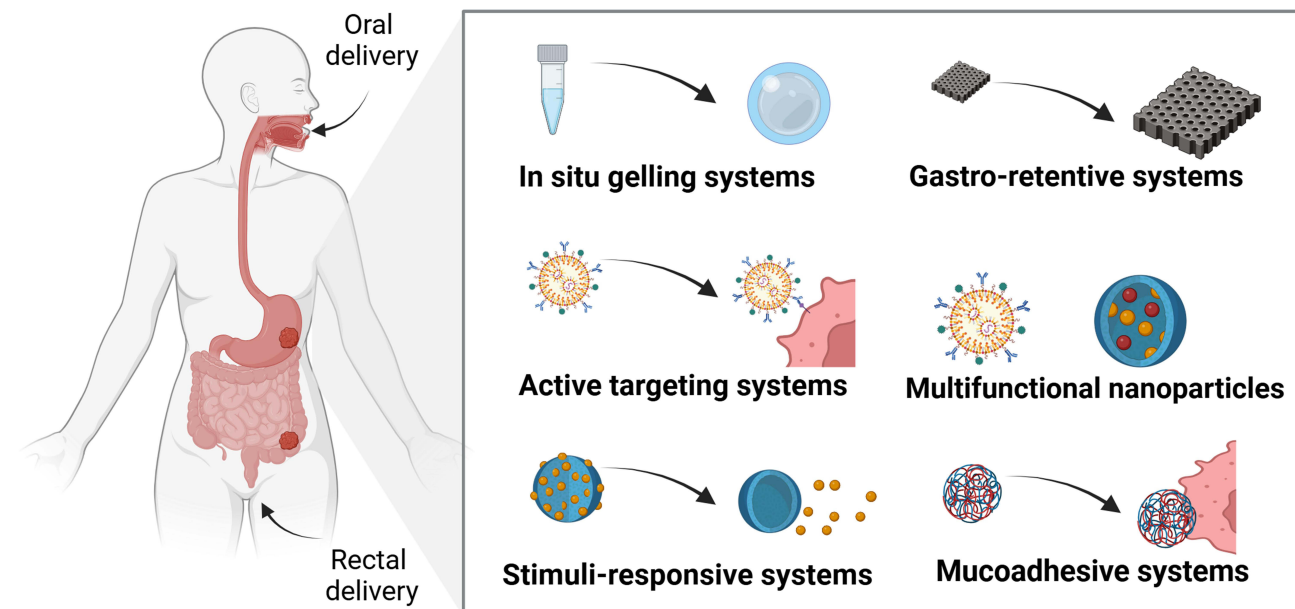 Oral
delivery
In situ gelling systems
Gastro-retentive systems
Active targeting systems
Multifunctional nanoparticles
Rectal
delivery
Stimuli-responsive systems
Mucoadhesive systems